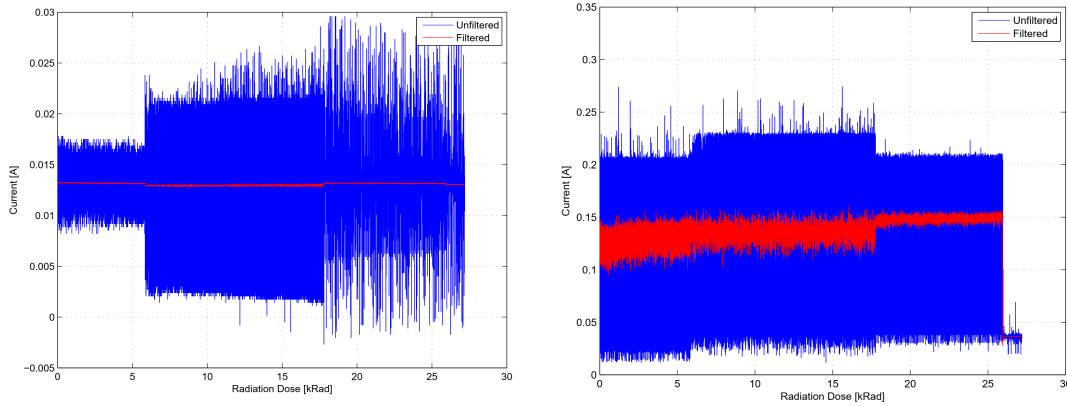 0.03
0.025
0.02
0.015
0.01
0.005
0
−0.005
Current [A]
0 5 10 15 20 25 30
Radiation Dose [kRad]
Unfiltered
Filtered
0.35
0.3
0.25
0.2
0.15
0.1
0.05
0
Current [A]
0 5 10 15 20 25 30
Radiation Dose [kRad]
Unfiltered
Filtered